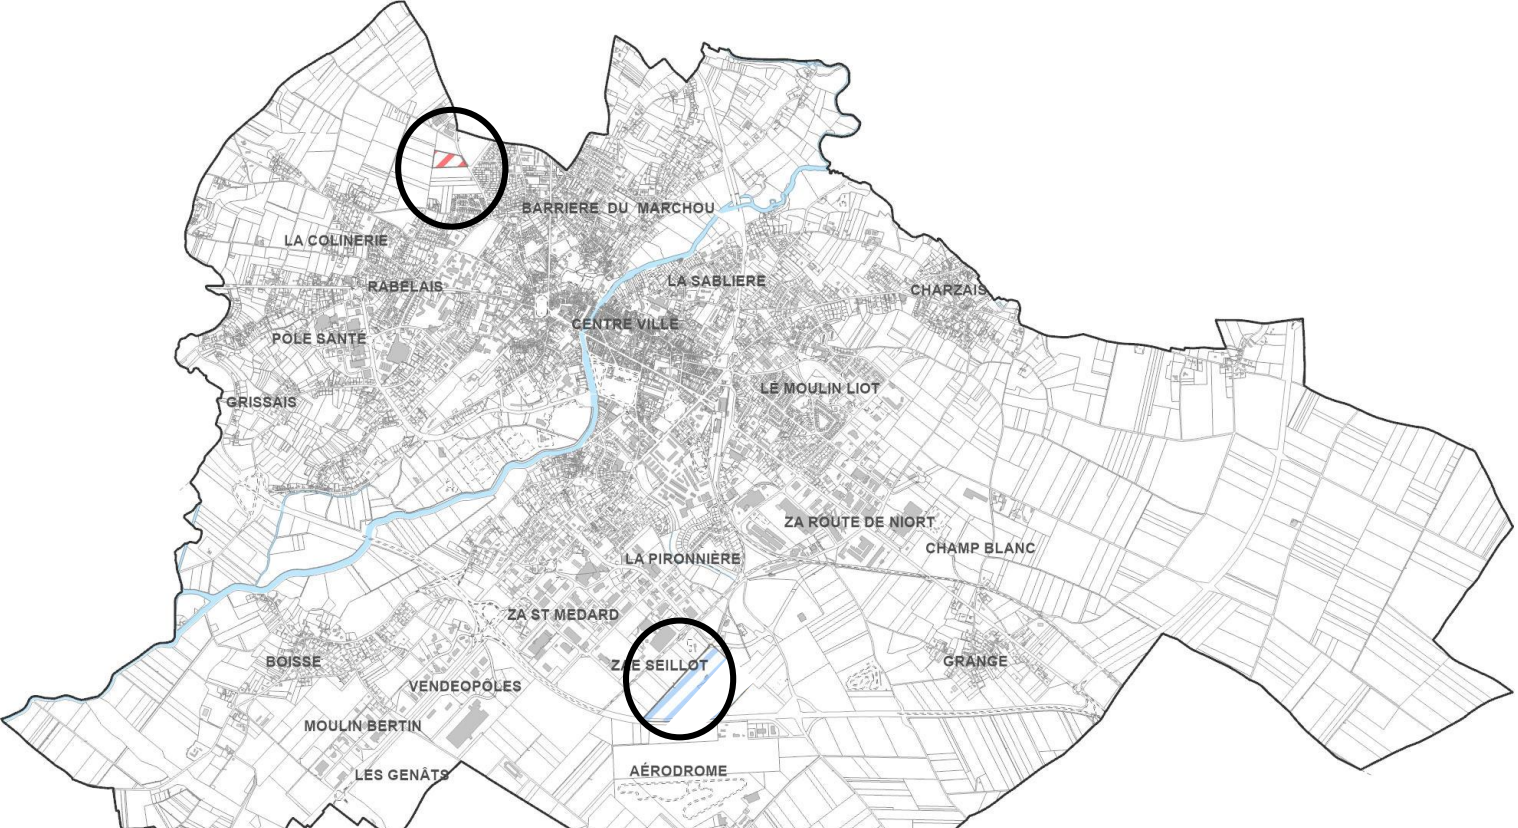 BARRIERE DU MARCHOU
LA COLINERIE
LA SABLIERE
RABELAIS
CHARZAIS
CENTRE VILLE
POLE SANTE
LE MOULIN LIOT
GRISSAIS
ZA ROUTE DE NIORT
CHAMP BLANC
LA PIRONNIÈRE
ZA ST MEDARD
BOISSE
ZAE SEILLOT
GRANGE
VENDEOPÔLES
MOULIN BERTIN
AÉRODROME
LES GENÂTS